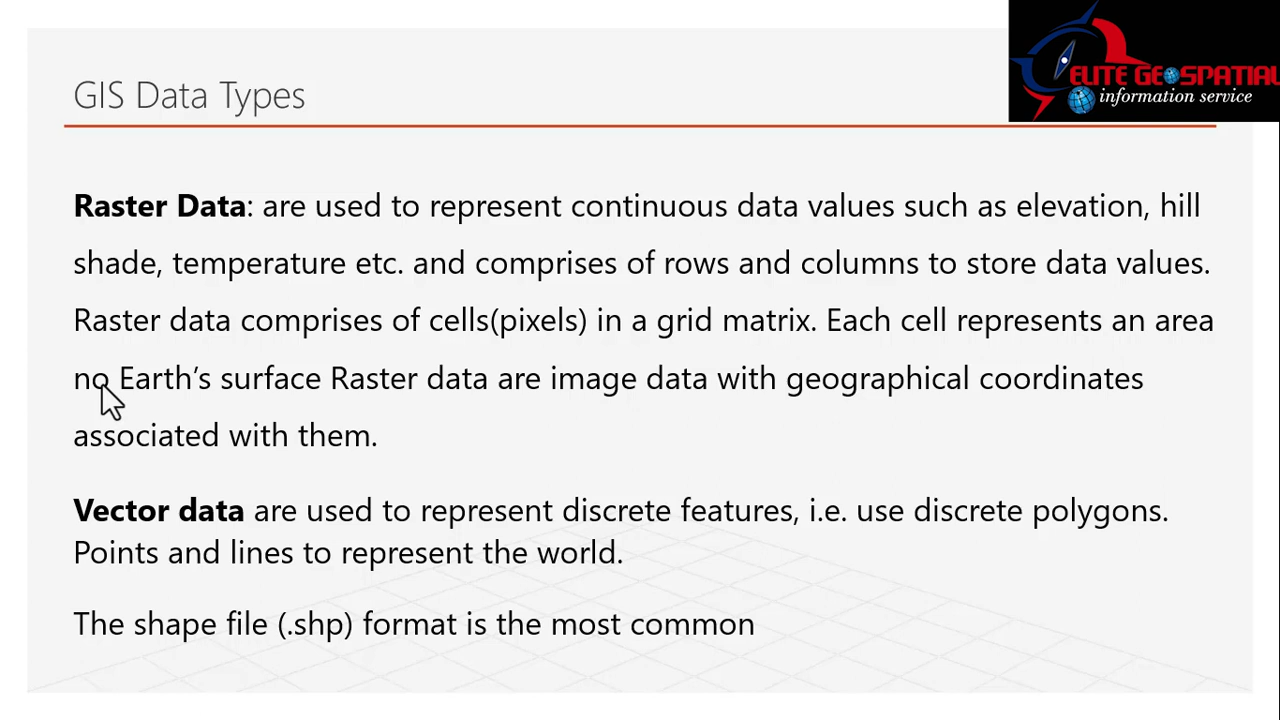 GIS Data Types
ELITE GEOSPATIAL
information service
Raster Data: are used to represent continuous data values such as elevation, hill
shade, temperature etc. and comprises of rows and columns to store data values.
Raster data comprises of cells(pixels) in a grid matrix. Each cell represents an area
no Earth’s surface Raster data are image data with geographical coordinates
associated with them.
Vector data are used to represent discrete features, i.e. use discrete polygons.
Points and lines to represent the world.
The shape file (.shp) format is the most common